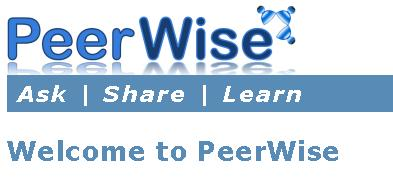 PeerWise
Ask | Share | Learn
Welcome to PeerWise